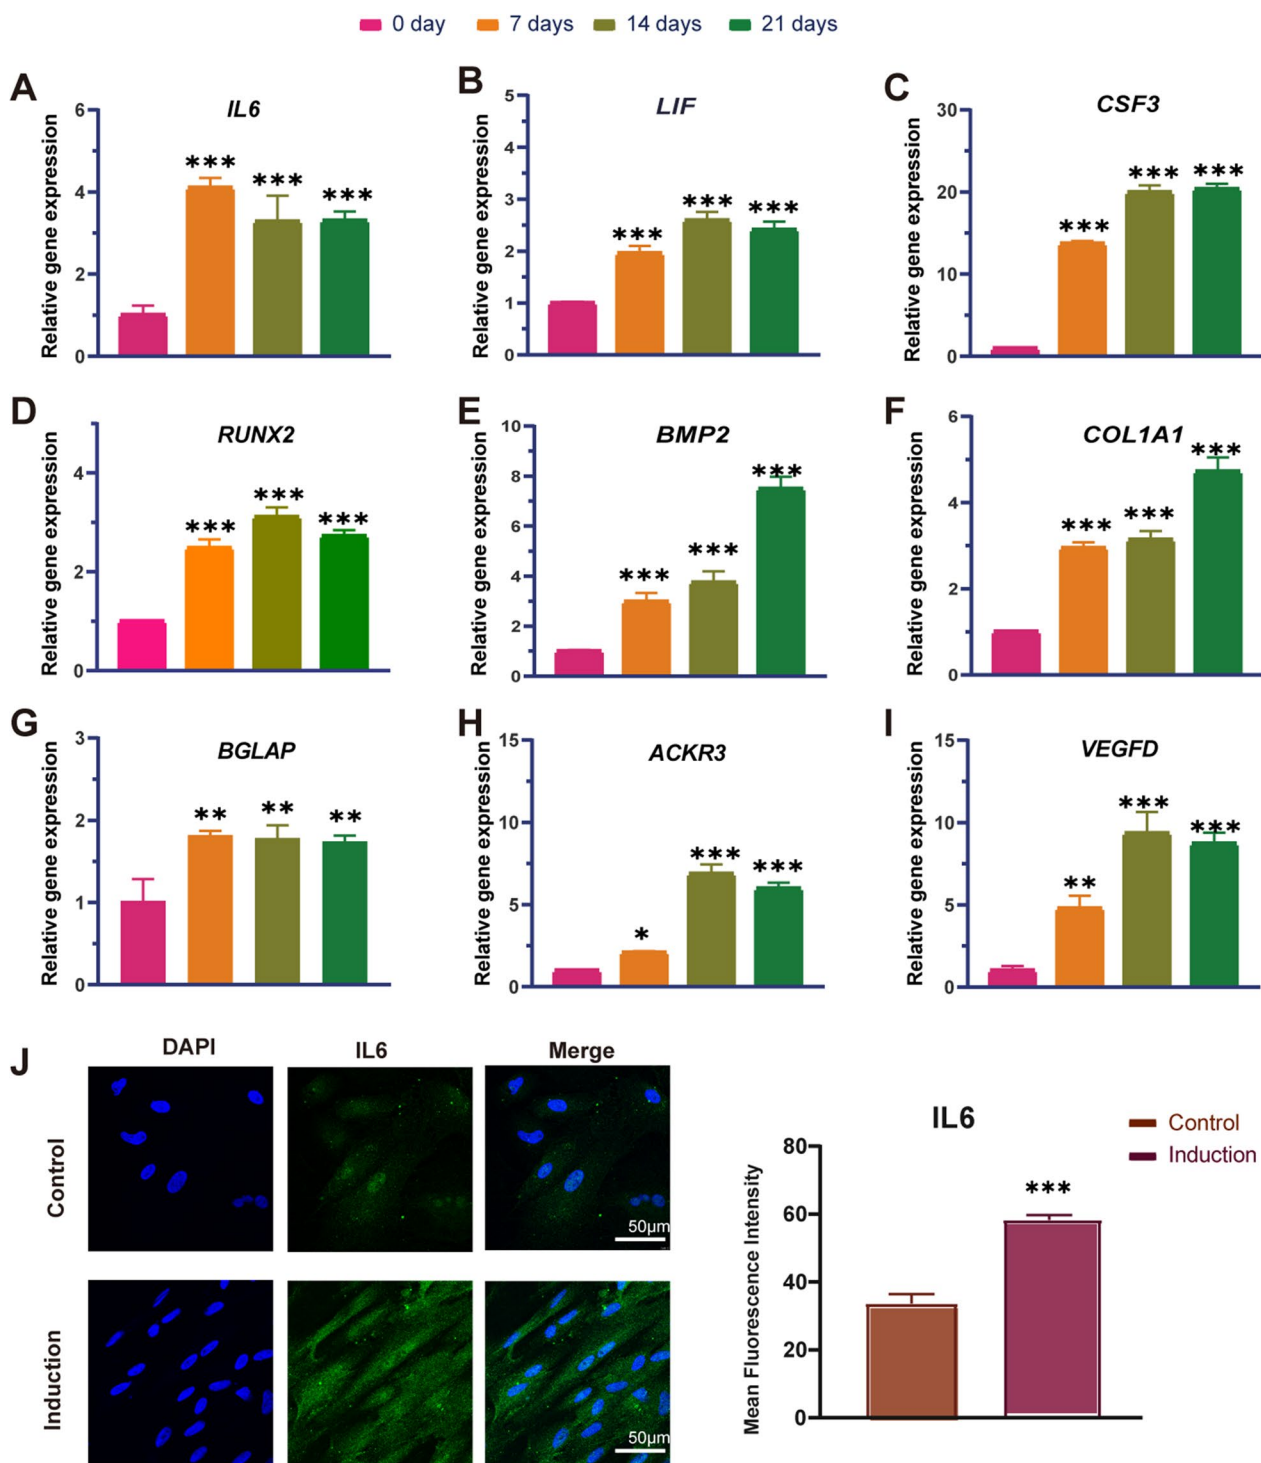 0 day 7 days 14 days 21 days
A
IL6
Relative gene expression
6
4
2
0
***
***
***
B
LIF
Relative gene expression
5
4
3
2
1
0
***
***
***
C
CSF3
Relative gene expression
30
20
10
0
***
***
***
D
RUNX2
Relative gene expression
4
2
0
***
***
***
E
BMP2
Relative gene expression
10
8
6
4
2
0
***
***
***
F
COL1A1
Relative gene expression
6
4
2
0
***
***
***
G
BGLAP
Relative gene expression
3
2
1
0
**
**
**
H
ACKR3
Relative gene expression
15
10
5
0
*
***
***
I
VEGFD
Relative gene expression
15
10
5
0
**
***
***
J
DAPI IL6 Merge
Control
50μm
Induction
50μm
IL6
Control
Induction
Mean Fluorescence Intensity
80
60
40
20
0
***